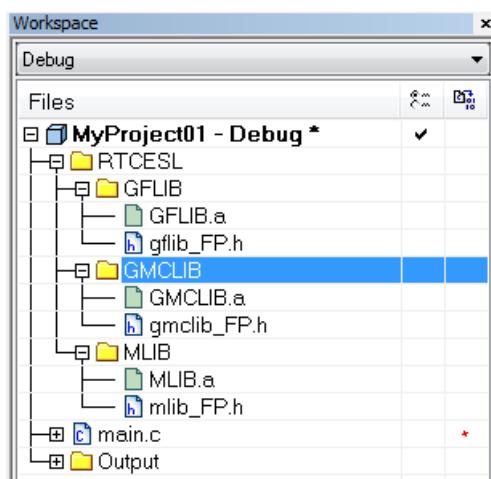 Workspace
x
Debug
Files
MyProject01 - Debug *
RTCESL
GFLIB
GFLIB.a
gflib_FP.h
GMCLIB
GMCLIB.a
gmclib_FP.h
MLIB
MLIB.a
mlib_FP.h
main.c
Output